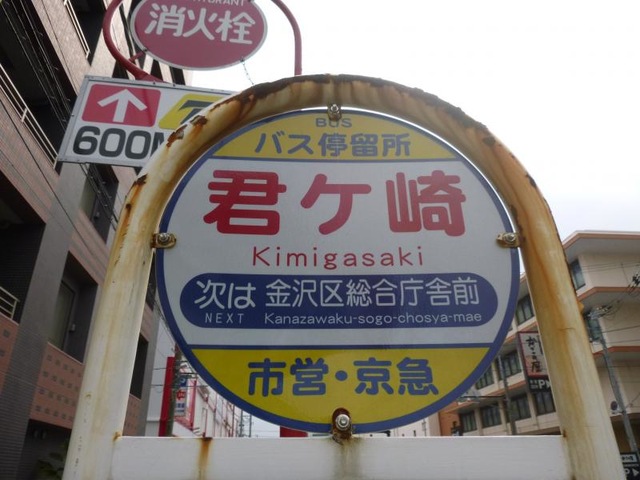 消火栓
600M
BUS
バス停留所
君ケ崎
Kimigasaki
次は 金沢区総合庁舎前
NEXT Kanazawaku-sogo-chosya-mae
市営・京急